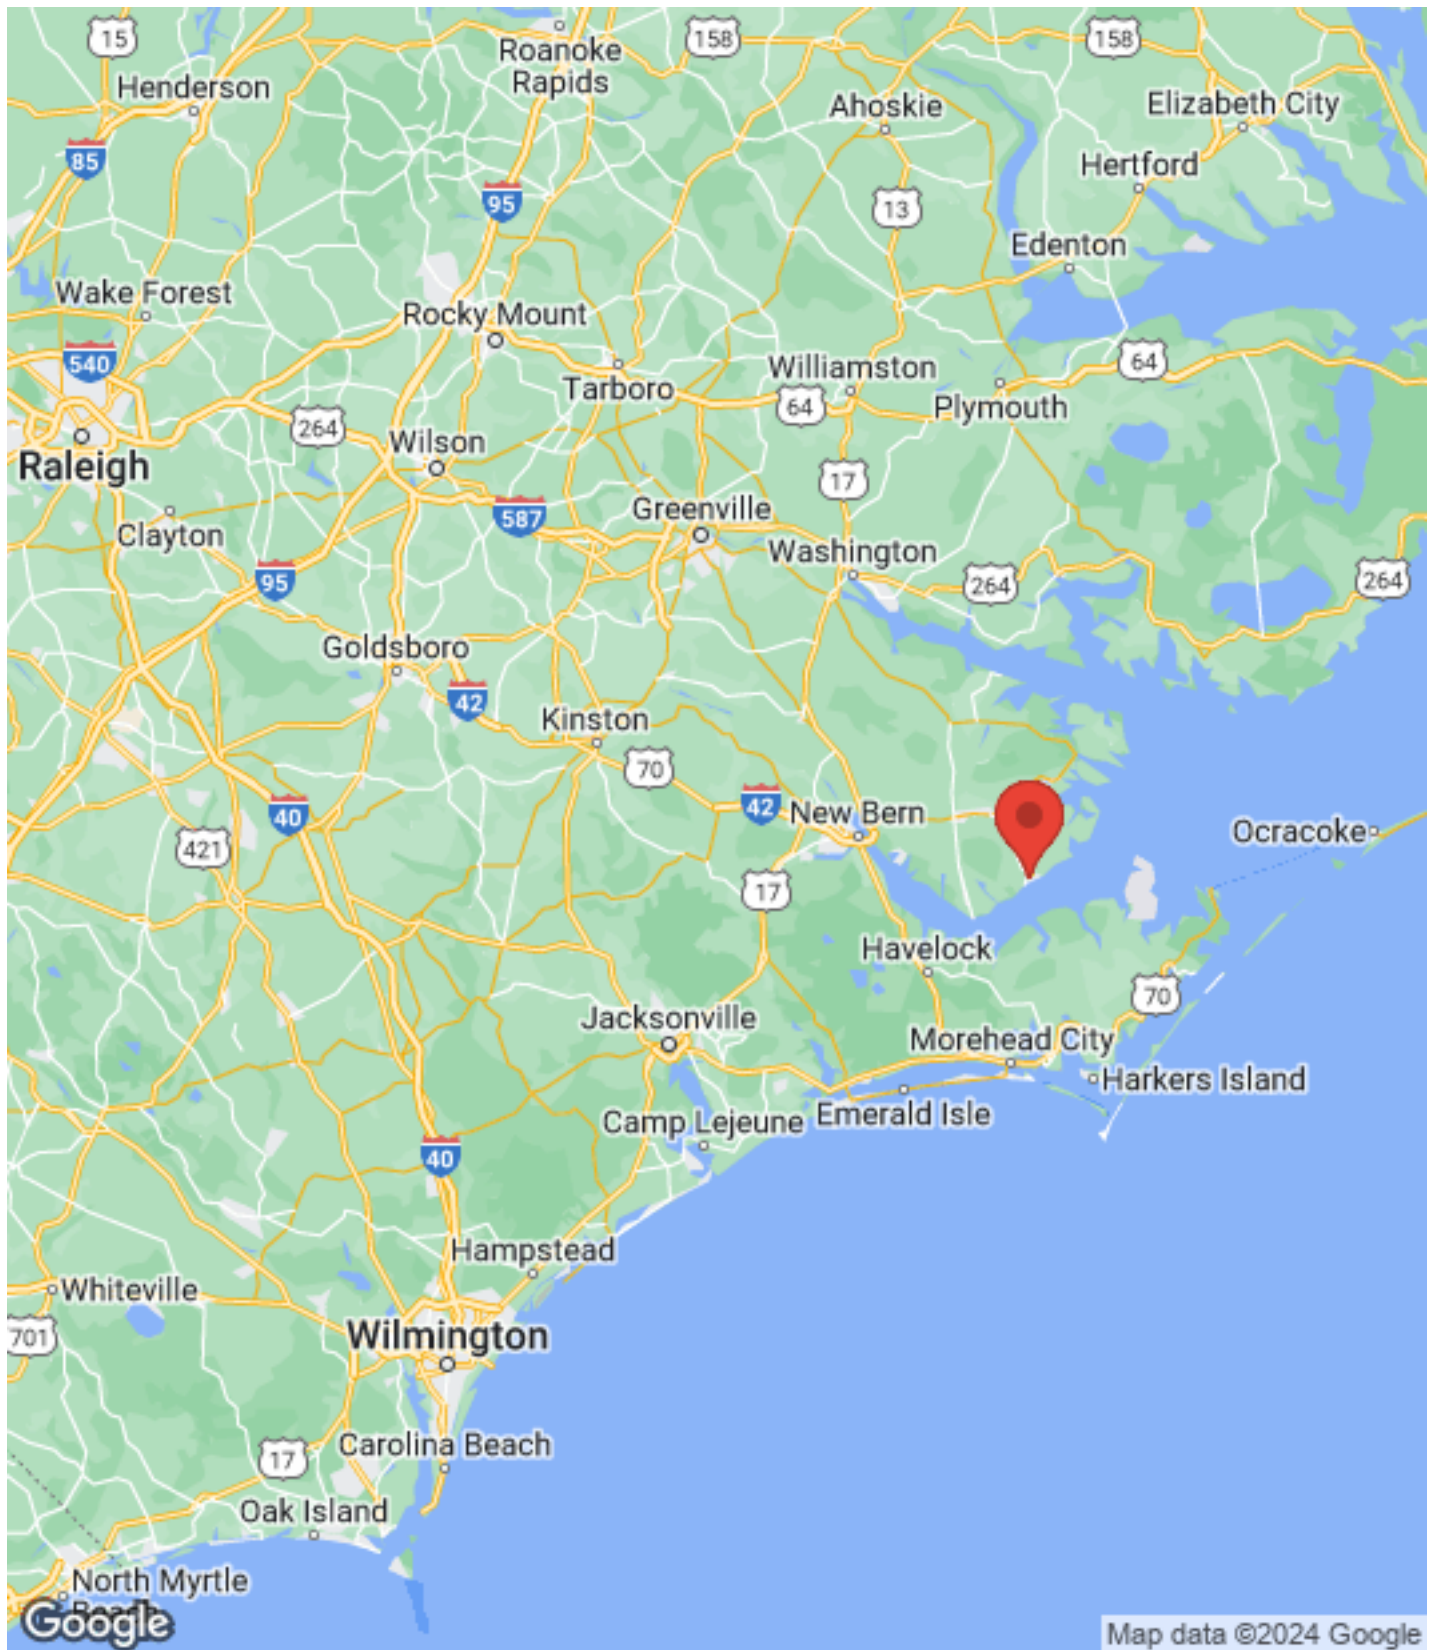 15
Roanoke
Rapids
158
158
Henderson
Ahoskie
Elizabeth City
85
Hertford
95
13
Edenton
Wake Forest
Rocky Mount
540
Williamston
64
Tarboro
64
Plymouth
264
Wilson
Raleigh
17
587
Greenville
Clayton
Washington
95
264
264
Goldsboro
42
Kinston
70
42
New Bern
40
Ocracoke
421
17
Havelock
70
Jacksonville
Morehead City
Harkers Island
Camp Lejeune
Emerald Isle
40
Hampstead
Whiteville
701
Wilmington
Carolina Beach
17
Oak Island
North Myrtle
Beach
Google
Map data ©2024 Google